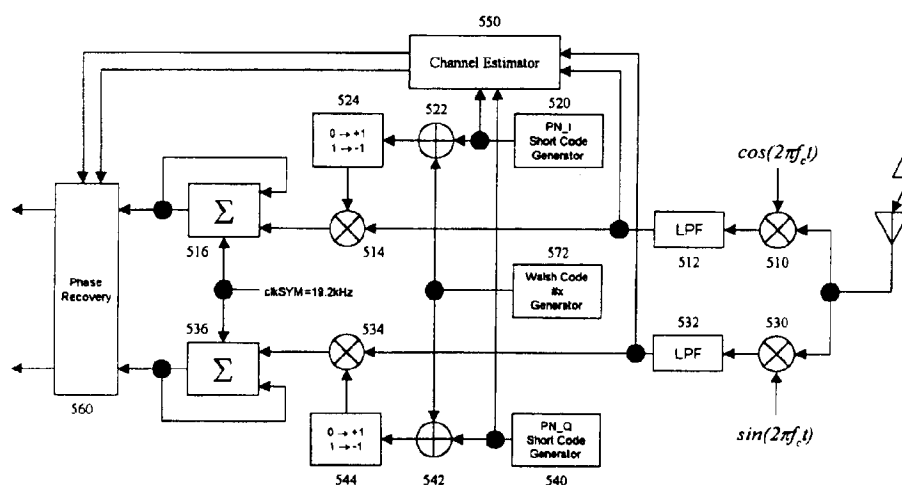 550
Channel Estimator
524
522
520
0 → +1
1 → -1
PN_I
Short Code
Generator
cos(2πf_c t)
Σ
516
514
LPF
512
510
572
Phase
Recovery
clkSYM=19.2kHz
Walsh Code
#x
Generator
536
534
532
530
Σ
LPF
560
0 → +1
1 → -1
PN_Q
Short Code
Generator
sin(2πf_c t)
544
542
540